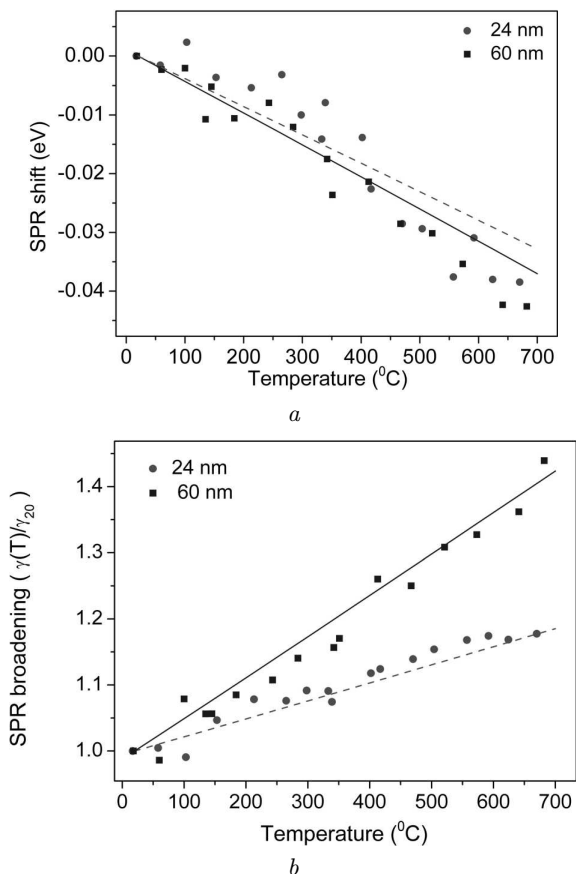 24 nm
60 nm
0.00
-0.01
-0.02
-0.03
-0.04
SPR shift (eV)
0 100 200 300 400 500 600 700
Temperature (⁰C)
a
24 nm
60 nm
1.4
1.3
1.2
1.1
1.0
SPR broadening ( γ(T)/γ₂₀ )
0 100 200 300 400 500 600 700
Temperature (⁰C)
b